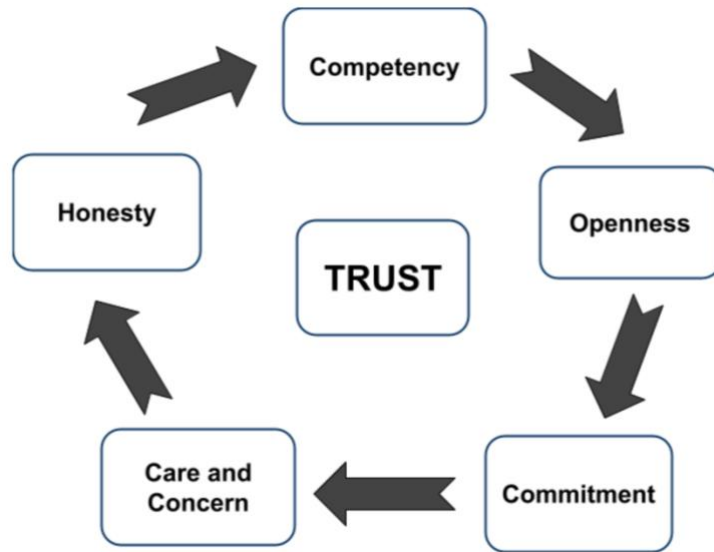 Competency
Honesty
Openness
TRUST
Care and
Concern
Commitment